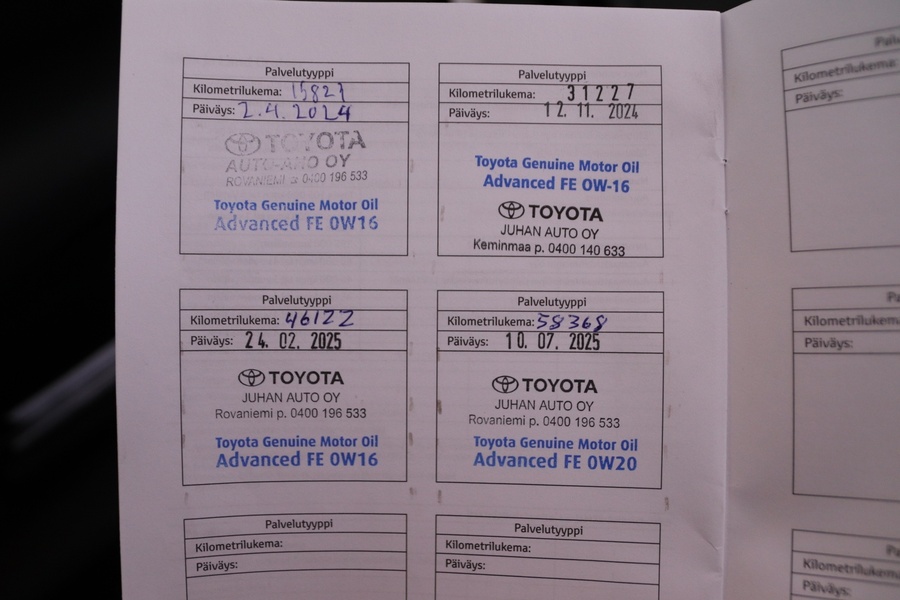 Palvelutyyppi
Kilometrilukema: 15827
Päiväys: 2.4.2024
TOYOTA
AUTO-AHO OY
ROVANIEMI p. 0400 196 533
Toyota Genuine Motor Oil
Advanced FE 0W16
Palvelutyyppi
Kilometrilukema: 31227
Päiväys: 12. 11. 2024
Toyota Genuine Motor Oil
Advanced FE 0W-16
TOYOTA
JUHAN AUTO OY
Keminmaa p. 0400 140 633
Palvelutyyppi
Kilometrilukema: 46122
Päiväys: 24. 02. 2025
TOYOTA
JUHAN AUTO OY
Rovaniemi p. 0400 196 533
Toyota Genuine Motor Oil
Advanced FE 0W16
Palvelutyyppi
Kilometrilukema: 58368
Päiväys: 10. 07. 2025
TOYOTA
JUHAN AUTO OY
Rovaniemi p. 0400 196 533
Toyota Genuine Motor Oil
Advanced FE 0W20
Palvelutyyppi
Kilometrilukema:
Päiväys:
Palvelutyyppi
Kilometrilukema:
Päiväys:
Kilometrilukema:
Päiväys:
Kilometrilukem
Päiväys:
Kilometrilukema
Päiväys: